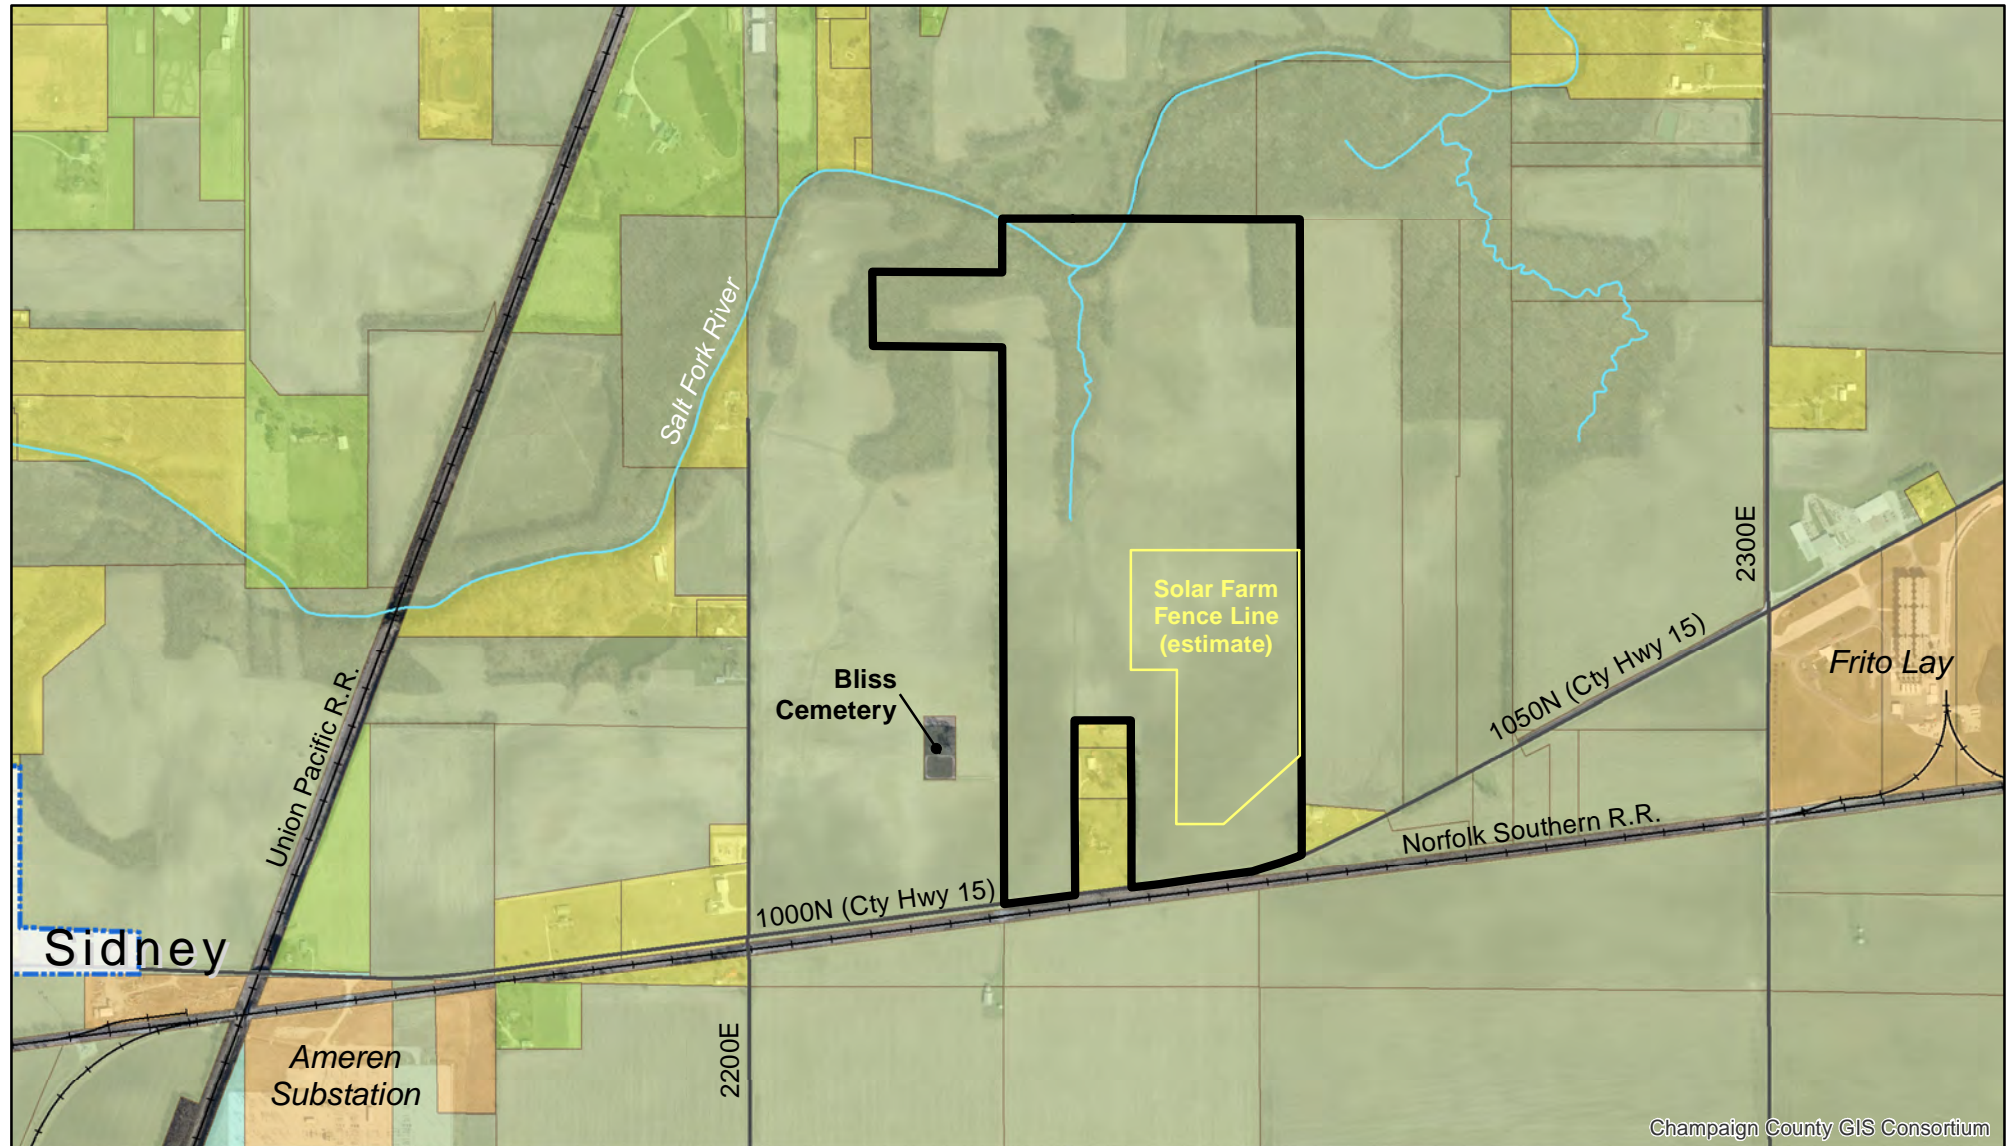 Salt Fork River
2300E
Solar Farm
Fence Line
(estimate)
1050N (Cty Hwy 15)
Frito Lay
Bliss
Cemetery
Union Pacific R.R.
Norfolk Southern R.R.
1000N (Cty Hwy 15)
Sidney
2200E
Ameren
Substation
Champaign County GIS Consortium